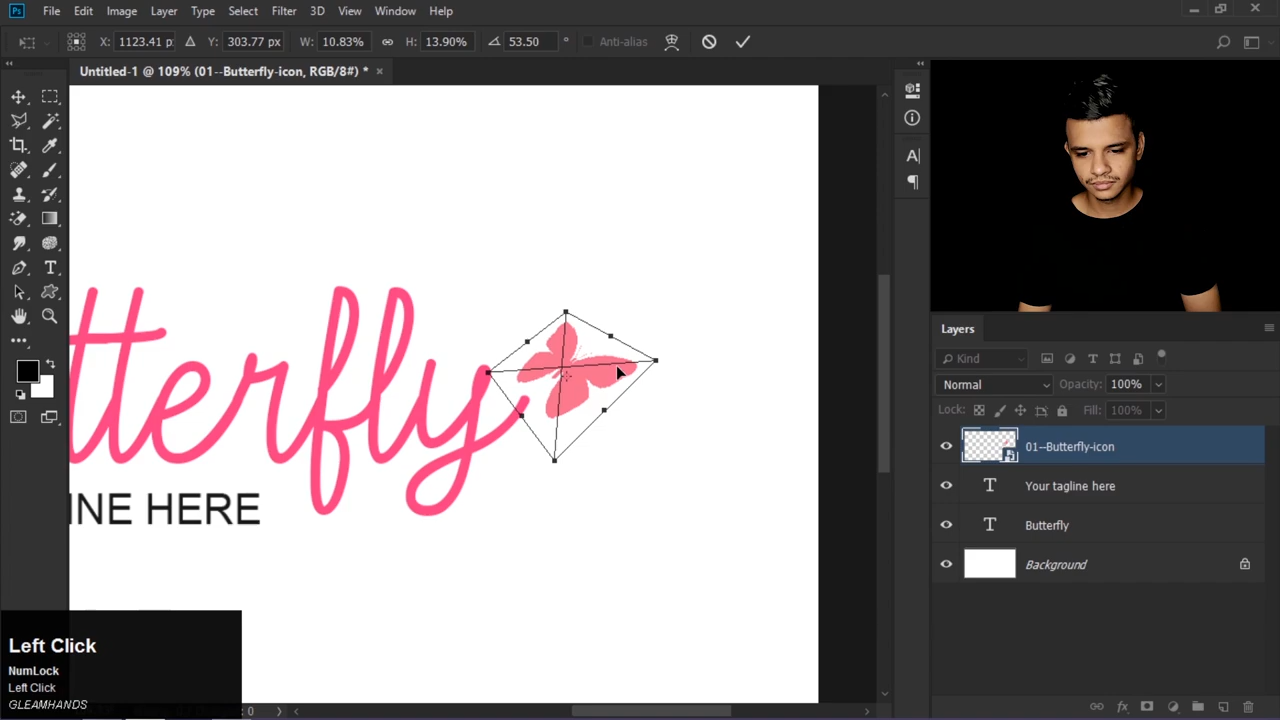 Ps File Edit Image Layer Type Select Filter 3D View Window Help
X: 1123.41 p Y: 303.77 px W: 10.83% H: 13.90% 53.50 ° Anti-alias
Untitled-1 @ 109% (01--Butterfly-icon, RGB/8#) * ×
tterfly
INE HERE
Layers
Kind
Normal Opacity: 100%
Lock: Fill: 100%
01--Butterfly-icon
T Your tagline here
T Butterfly
Background
Left Click
NumLock
Left Click
GLEAMHANDS